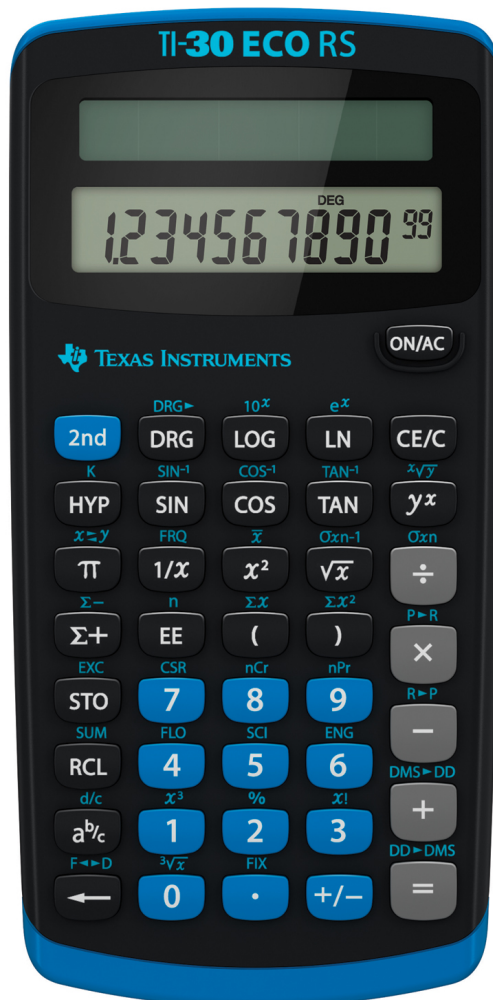 TI-30 ECO RS
DEG
1.234567890 99
TEXAS INSTRUMENTS
ON/AC
DRG► 10ˣ eˣ
2nd DRG LOG LN CE/C
K SIN⁻¹ COS⁻¹ TAN⁻¹ ˣ√y
HYP SIN COS TAN yˣ
x⇆y FRQ x̅ σxn-1 σxn
π 1/x x² √x ÷
Σ− n Σx Σx² P►R
Σ+ EE ( ) ×
EXC CSR nCr nPr R►P
STO 7 8 9 −
SUM FLO SCI ENG DMS►DD
RCL 4 5 6 +
d/c x³ % x! DD►DMS
aᵇ/c 1 2 3 =
F◄►D ³√x FIX
← 0 . +/−